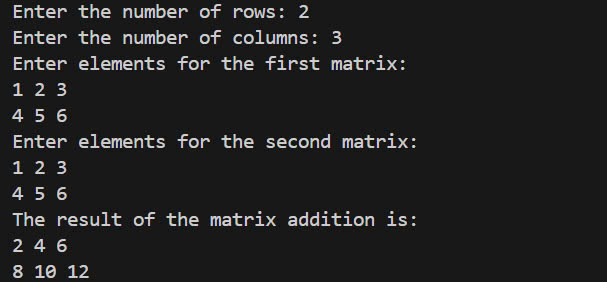 Enter the number of rows: 2
Enter the number of columns: 3
Enter elements for the first matrix:
1 2 3
4 5 6
Enter elements for the second matrix:
1 2 3
4 5 6
The result of the matrix addition is:
2 4 6
8 10 12